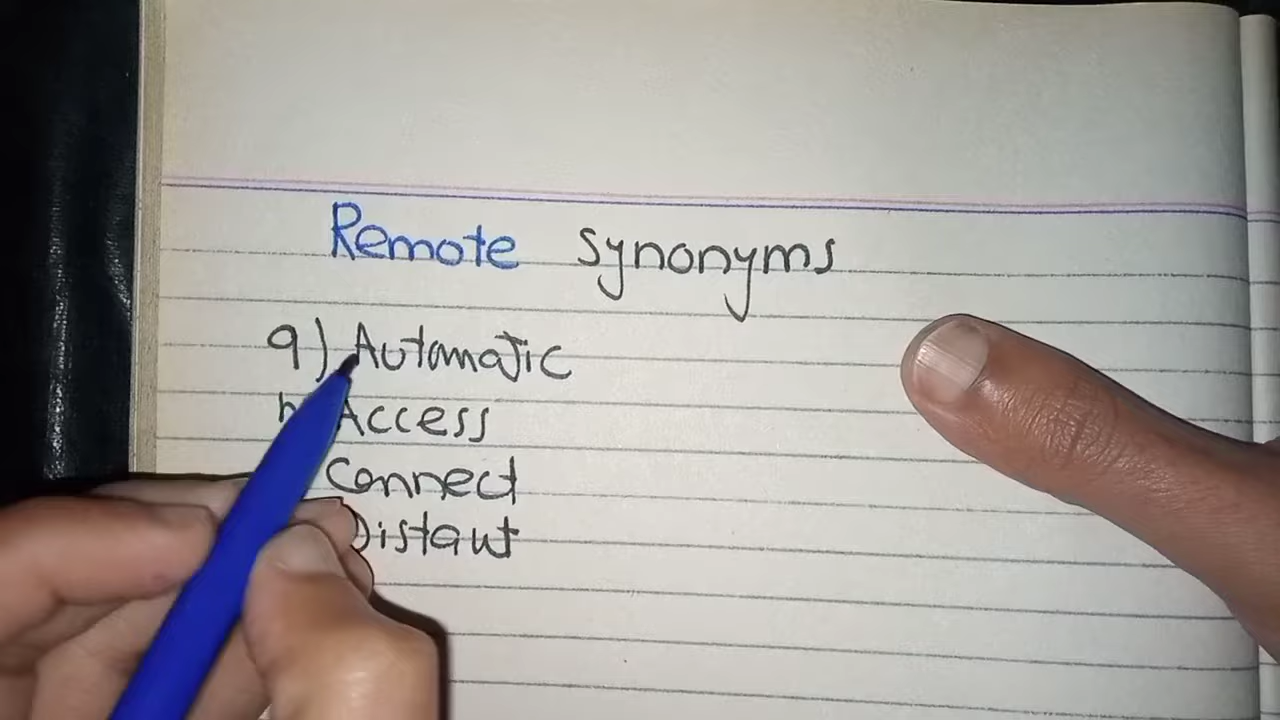 Remote synonyms
a) Automatic
b Access
Connect
Distant